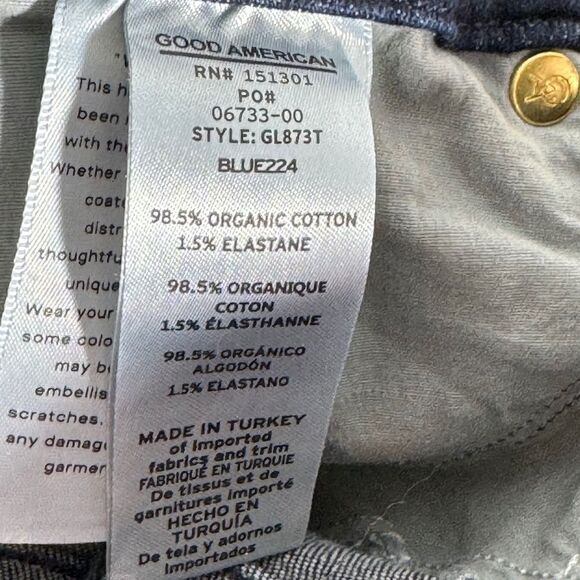 GOOD AMERICAN
RN# 151301
PO#
06733-00
STYLE: GL873T
BLUE224
98.5% ORGANIC COTTON
1.5% ELASTANE
98.5% ORGANIQUE
COTON
1.5% ÉLASTHANNE
98.5% ORGÁNICO
ALGODÓN
1.5% ELASTANO
MADE IN TURKEY
of Imported
fabrics and trim
FABRIQUÉ EN TURQUIE
De tissus et de
garnitures Importé
HECHO EN
TURQUÍA
De tela y adornos
Importados
This
been
with
Whether
coat
distr
thoughtfu
unique
Wear your
some colo
may b
embellis
scratches.
any damag
garmer